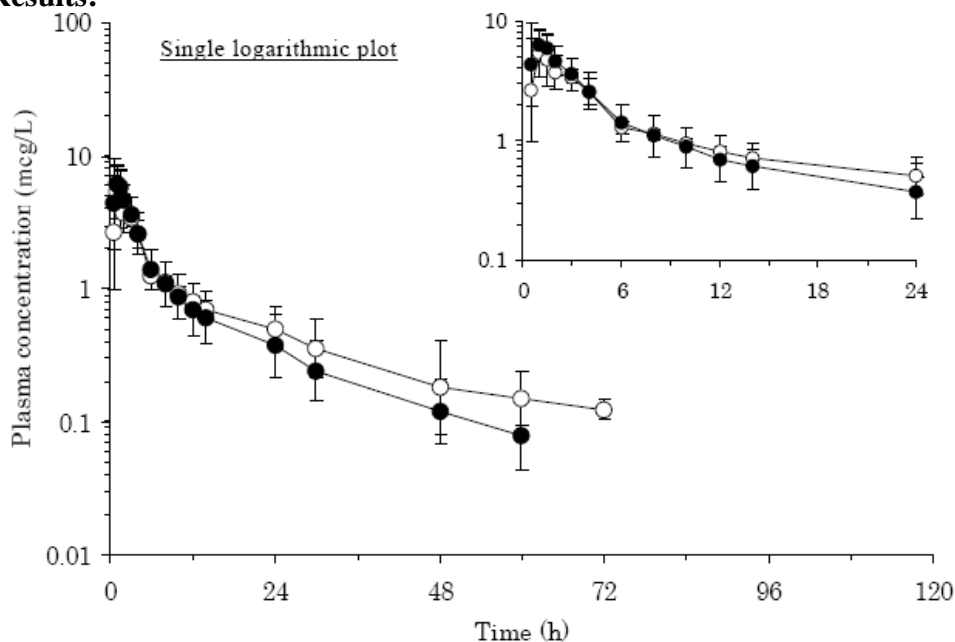 Results:
Single logarithmic plot
Plasma concentration (mcg/L)
100
10
1
0.1
0.01
0 24 48 72 96 120
Time (h)
10
1
0.1
0 6 12 18 24